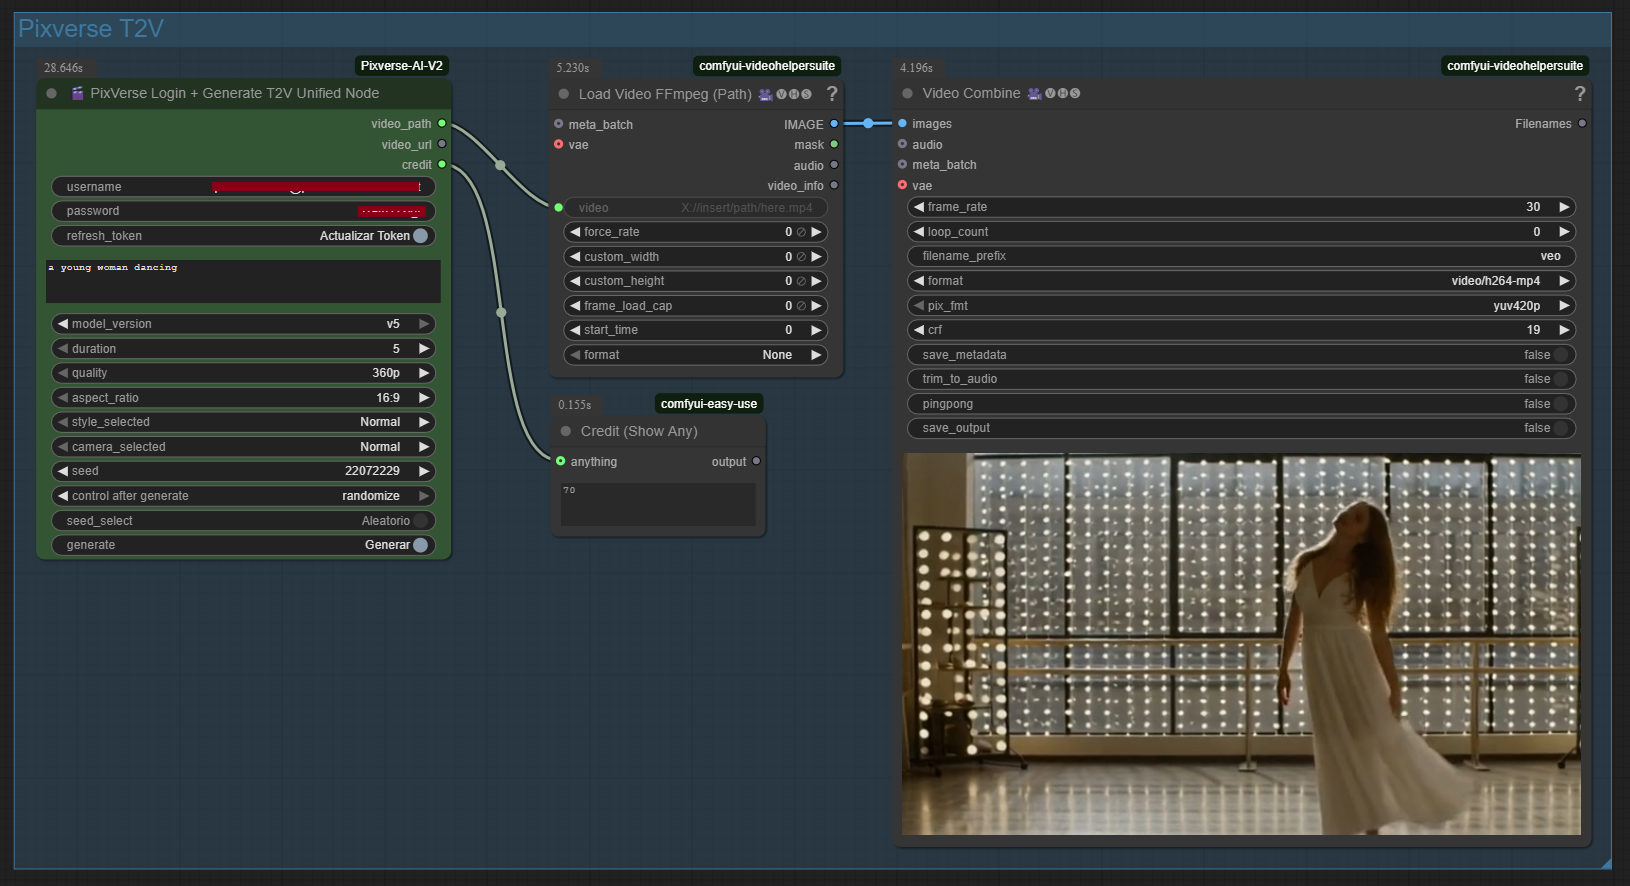 Pixverse T2V
28.646s
Pixverse-AI-V2
PixVerse Login + Generate T2V Unified Node
video_path
video_url
credit
username
password
refresh_token Actualizar Token
a young woman dancing
model_version v5
duration 5
quality 360p
aspect_ratio 16:9
style_selected Normal
camera_selected Normal
seed 22072229
control after generate randomize
seed_select Aleatorio
generate Generar
5.230s
comfyui-videohelpersuite
Load Video FFmpeg (Path) VHS ?
meta_batch IMAGE
vae mask
audio
video_info
video X://insert/path/here.mp4
force_rate 0
custom_width 0
custom_height 0
frame_load_cap 0
start_time 0
format None
0.155s
comfyui-easy-use
Credit (Show Any)
anything output
70
4.196s
comfyui-videohelpersuite
Video Combine VHS ?
images Filenames
audio
meta_batch
vae
frame_rate 30
loop_count 0
filename_prefix veo
format video/h264-mp4
pix_fmt yuv420p
crf 19
save_metadata false
trim_to_audio false
pingpong false
save_output false